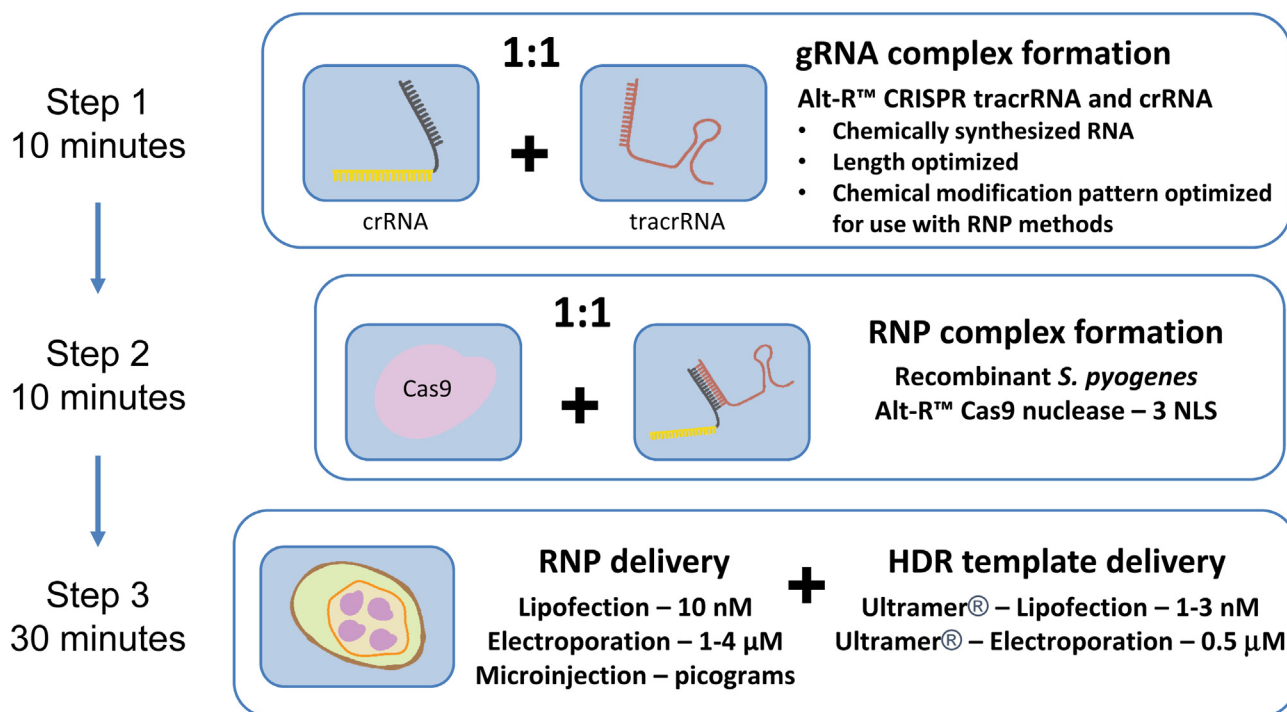 Step 1
10 minutes
1:1
+
crRNA
tracrRNA
gRNA complex formation
Alt-R™ CRISPR tracrRNA and crRNA
• Chemically synthesized RNA
• Length optimized
• Chemical modification pattern optimized
for use with RNP methods
Step 2
10 minutes
1:1
Cas9
+
RNP complex formation
Recombinant S. pyogenes
Alt-R™ Cas9 nuclease – 3 NLS
Step 3
30 minutes
RNP delivery
Lipofection – 10 nM
Electroporation – 1-4 µM
Microinjection – picograms
+
HDR template delivery
Ultramer® – Lipofection – 1-3 nM
Ultramer® – Electroporation – 0.5 µM